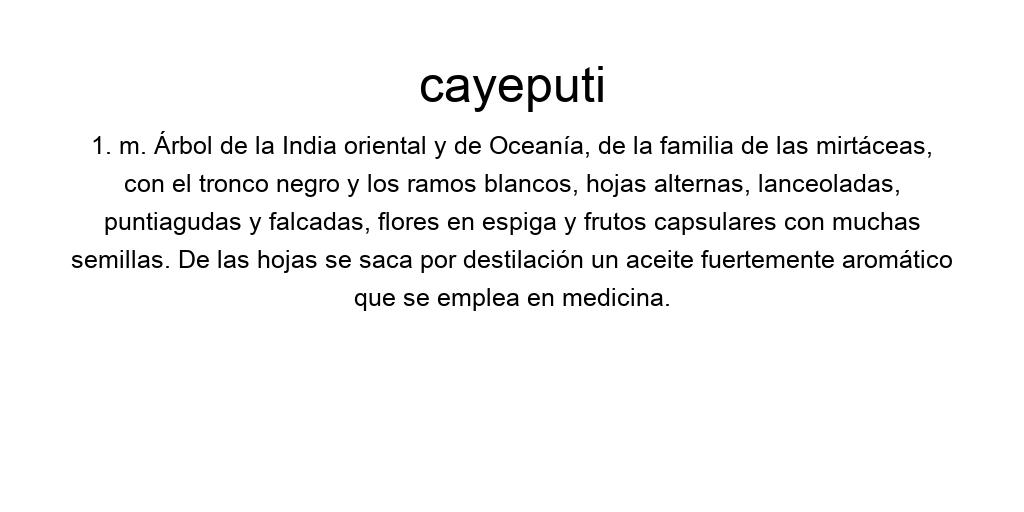 cayeputi
1. m. Árbol de la India oriental y de Oceanía, de la familia de las mirtáceas,
con el tronco negro y los ramos blancos, hojas alternas, lanceoladas,
puntiagudas y falcadas, flores en espiga y frutos capsulares con muchas
semillas. De las hojas se saca por destilación un aceite fuertemente aromático
que se emplea en medicina.